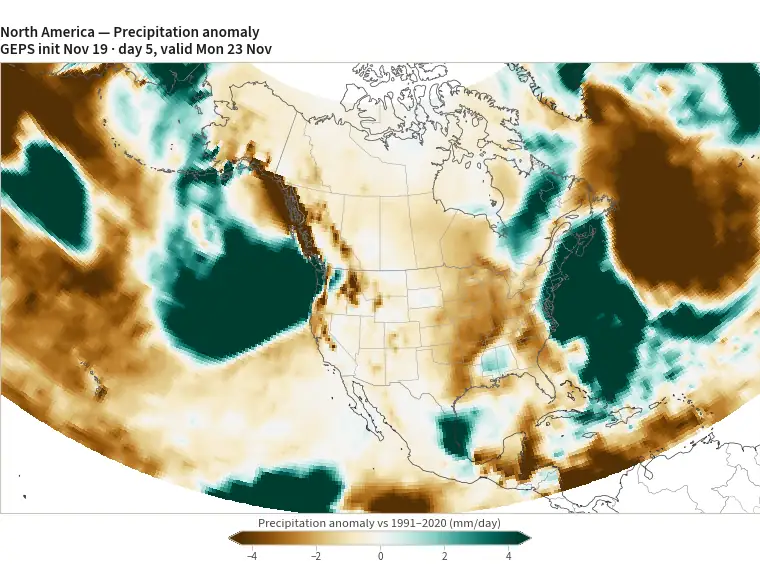 North America — Precipitation anomaly
GEPS init Nov 19 · day 5, valid Mon 23 Nov
Precipitation anomaly vs 1991–2020 (mm/day)
−4 −2 0 2 4